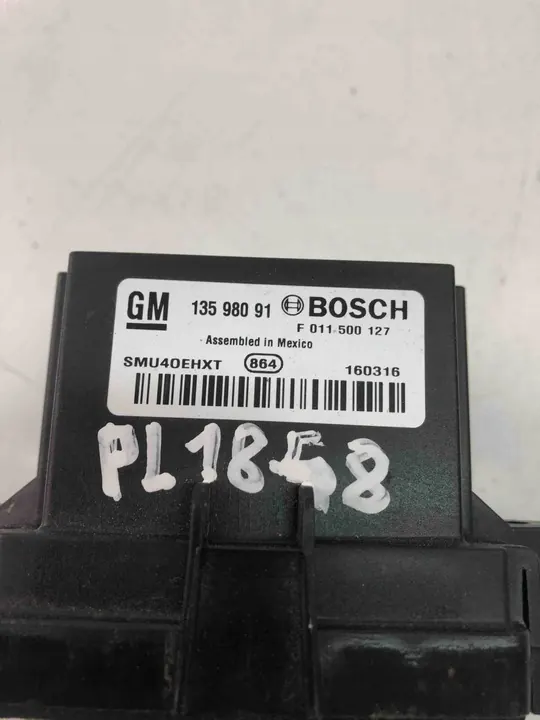 GM 135 980 91 BOSCH
F 011 500 127
Assembled in Mexico
SMU40EHXT 864 160316
PL1858